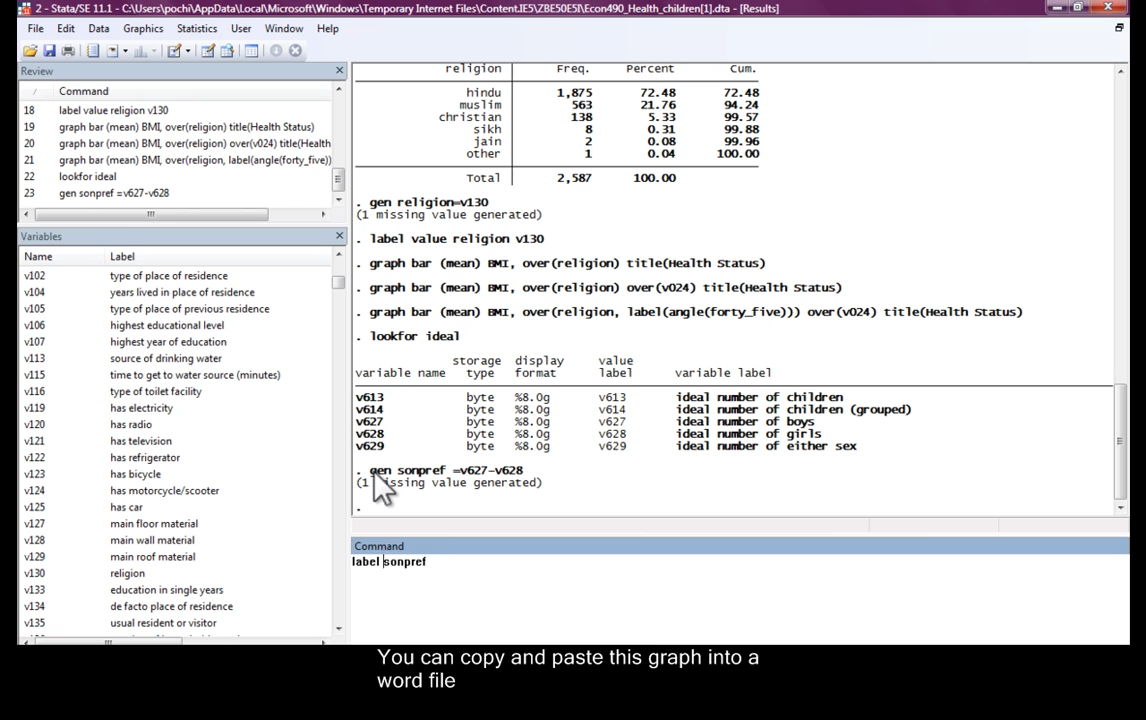 2 - Stata/SE 11.1 - C:\Users\pochi\AppData\Local\Microsoft\Windows\Temporary Internet Files\Content.IE5\ZBE50E5I\Econ490_Health_children[1].dta - [Results]
File Edit Data Graphics Statistics User Window Help
Review
Command
18 label value religion v130
19 graph bar (mean) BMI, over(religion) title(Health Status)
20 graph bar (mean) BMI, over(religion) over(v024) title(Health
21 graph bar (mean) BMI, over(religion, label(angle(forty_five))
22 lookfor ideal
23 gen sonpref =v627-v628
Variables
Name Label
v102 type of place of residence
v104 years lived in place of residence
v105 type of place of previous residence
v106 highest educational level
v107 highest year of education
v113 source of drinking water
v115 time to get to water source (minutes)
v116 type of toilet facility
v119 has electricity
v120 has radio
v121 has television
v122 has refrigerator
v123 has bicycle
v124 has motorcycle/scooter
v125 has car
v127 main floor material
v128 main wall material
v129 main roof material
v130 religion
v133 education in single years
v134 de facto place of residence
v135 usual resident or visitor
religion Freq. Percent Cum.
hindu 1,875 72.48 72.48
muslim 563 21.76 94.24
christian 138 5.33 99.57
sikh 8 0.31 99.88
jain 2 0.08 99.96
other 1 0.04 100.00
Total 2,587 100.00
. gen religion=v130
(1 missing value generated)
. label value religion v130
. graph bar (mean) BMI, over(religion) title(Health Status)
. graph bar (mean) BMI, over(religion) over(v024) title(Health Status)
. graph bar (mean) BMI, over(religion, label(angle(forty_five))) over(v024) title(Health Status)
. lookfor ideal
storage display value
variable name type format label variable label
v613 byte %8.0g v613 ideal number of children
v614 byte %8.0g v614 ideal number of children (grouped)
v627 byte %8.0g v627 ideal number of boys
v628 byte %8.0g v628 ideal number of girls
v629 byte %8.0g v629 ideal number of either sex
. gen sonpref =v627-v628
(1 missing value generated)
.
Command
label sonpref
You can copy and paste this graph into a
word file